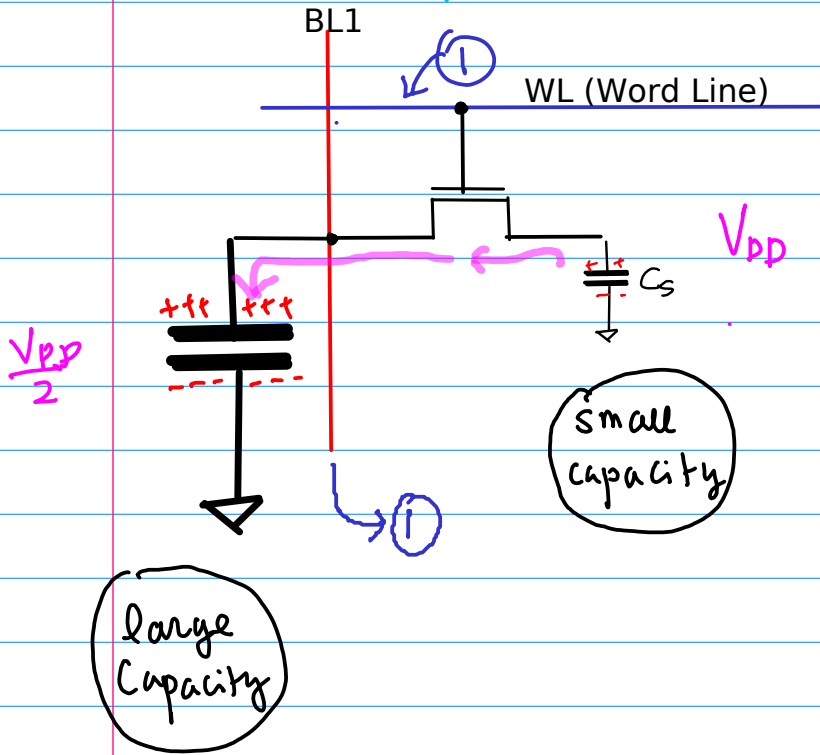 BL1
1
WL (Word Line)
VDD
+++ +++
+ +
Cs
- -
VDD
2
- - - - - -
small
capacity
1
large
Capacity